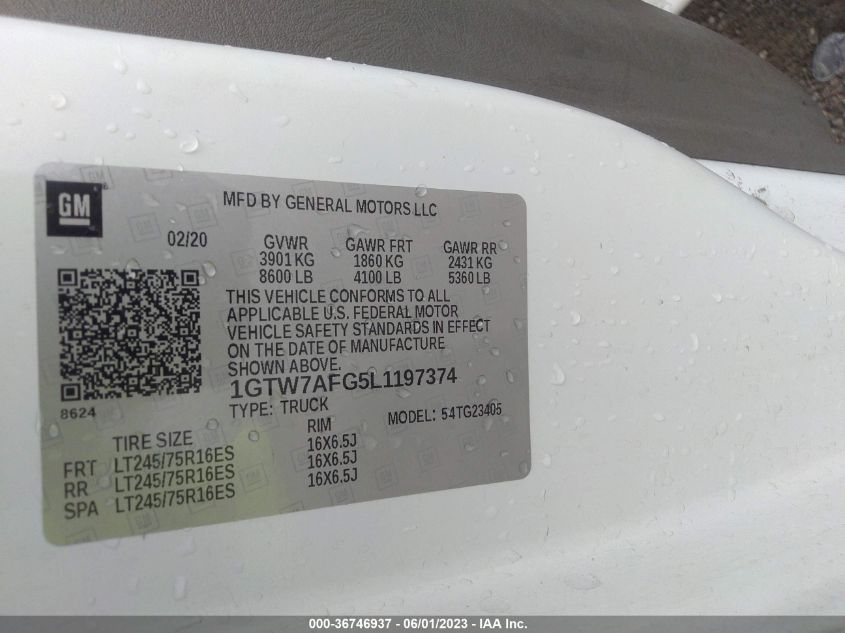 GM
MFD BY GENERAL MOTORS LLC
02/20 GVWR GAWR FRT GAWR RR
3901 KG 1860 KG 2431 KG
8600 LB 4100 LB 5360 LB
THIS VEHICLE CONFORMS TO ALL
APPLICABLE U.S. FEDERAL MOTOR
VEHICLE SAFETY STANDARDS IN EFFECT
ON THE DATE OF MANUFACTURE
SHOWN ABOVE.
1GTW7AFG5L1197374
8624 TYPE: TRUCK MODEL: 54TG23405
TIRE SIZE RIM
FRT LT245/75R16ES 16X6.5J
RR LT245/75R16ES 16X6.5J
SPA LT245/75R16ES 16X6.5J
000-36746937 - 06/01/2023 - IAA Inc.